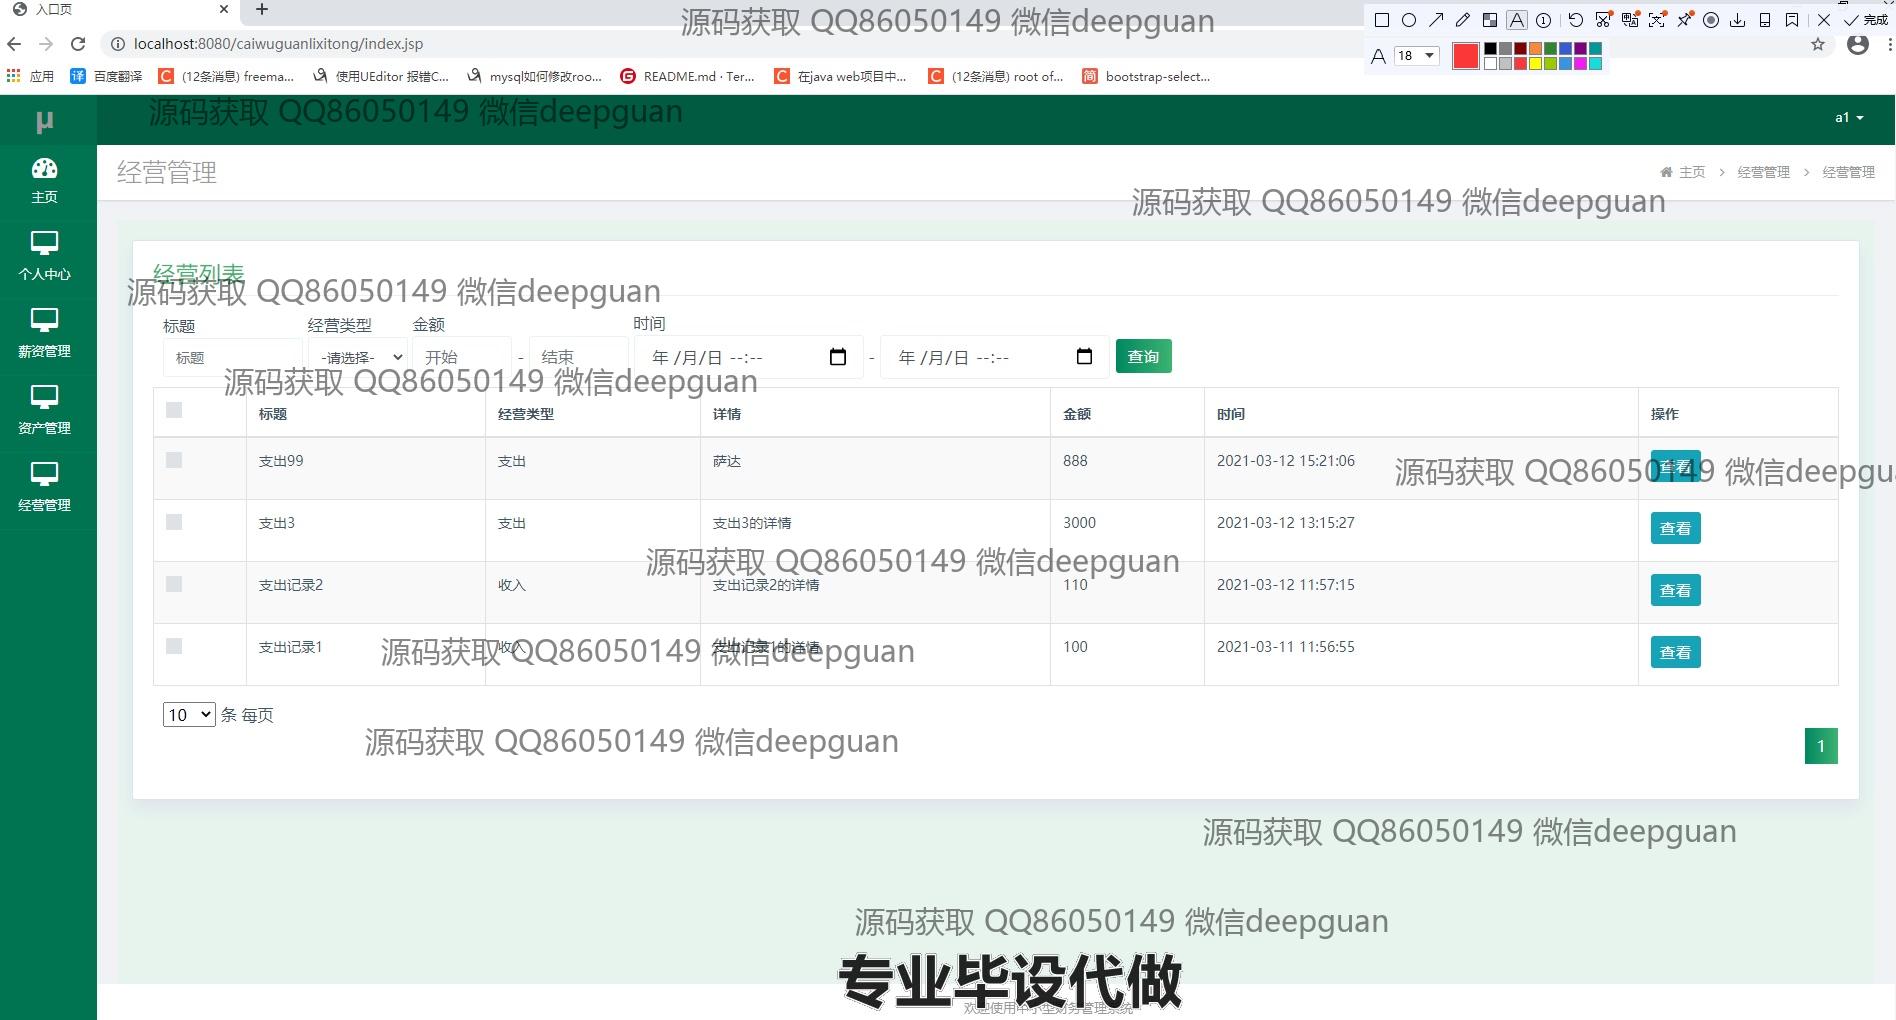 入口页
源码获取 QQ86050149 微信deepguan
完成
localhost:8080/caiwuguanlixitong/index.jsp
18
应用 百度翻译 (12条消息) freema... 使用UEditor 报错C... mysql如何修改roo... README.md · Ter... 在java web项目中... (12条消息) root of... bootstrap-select...
源码获取 QQ86050149 微信deepguan
µ
a1
主页
经营管理
主页 > 经营管理 > 经营管理
源码获取 QQ86050149 微信deepguan
个人中心
经营列表
源码获取 QQ86050149 微信deepguan
标题 经营类型 金额 时间
薪资管理
标题 -请选择- 开始 - 结束 年 /月/日 --:-- - 年 /月/日 --:-- 查询
源码获取 QQ86050149 微信deepguan
标题 经营类型 详情 金额 时间 操作
资产管理
支出99 支出 萨达 888 2021-03-12 15:21:06 查看
源码获取 QQ86050149 微信deepgua
经营管理
支出3 支出 支出3的详情 3000 2021-03-12 13:15:27 查看
源码获取 QQ86050149 微信deepguan
支出记录2 收入 支出记录2的详情 110 2021-03-12 11:57:15 查看
支出记录1 收入 支出记录1的详情 100 2021-03-11 11:56:55 查看
源码获取 QQ86050149 微信deepguan
10 条 每页
源码获取 QQ86050149 微信deepguan
1
源码获取 QQ86050149 微信deepguan
源码获取 QQ86050149 微信deepguan
专业毕设代做
欢迎使用中小型财务管理系统